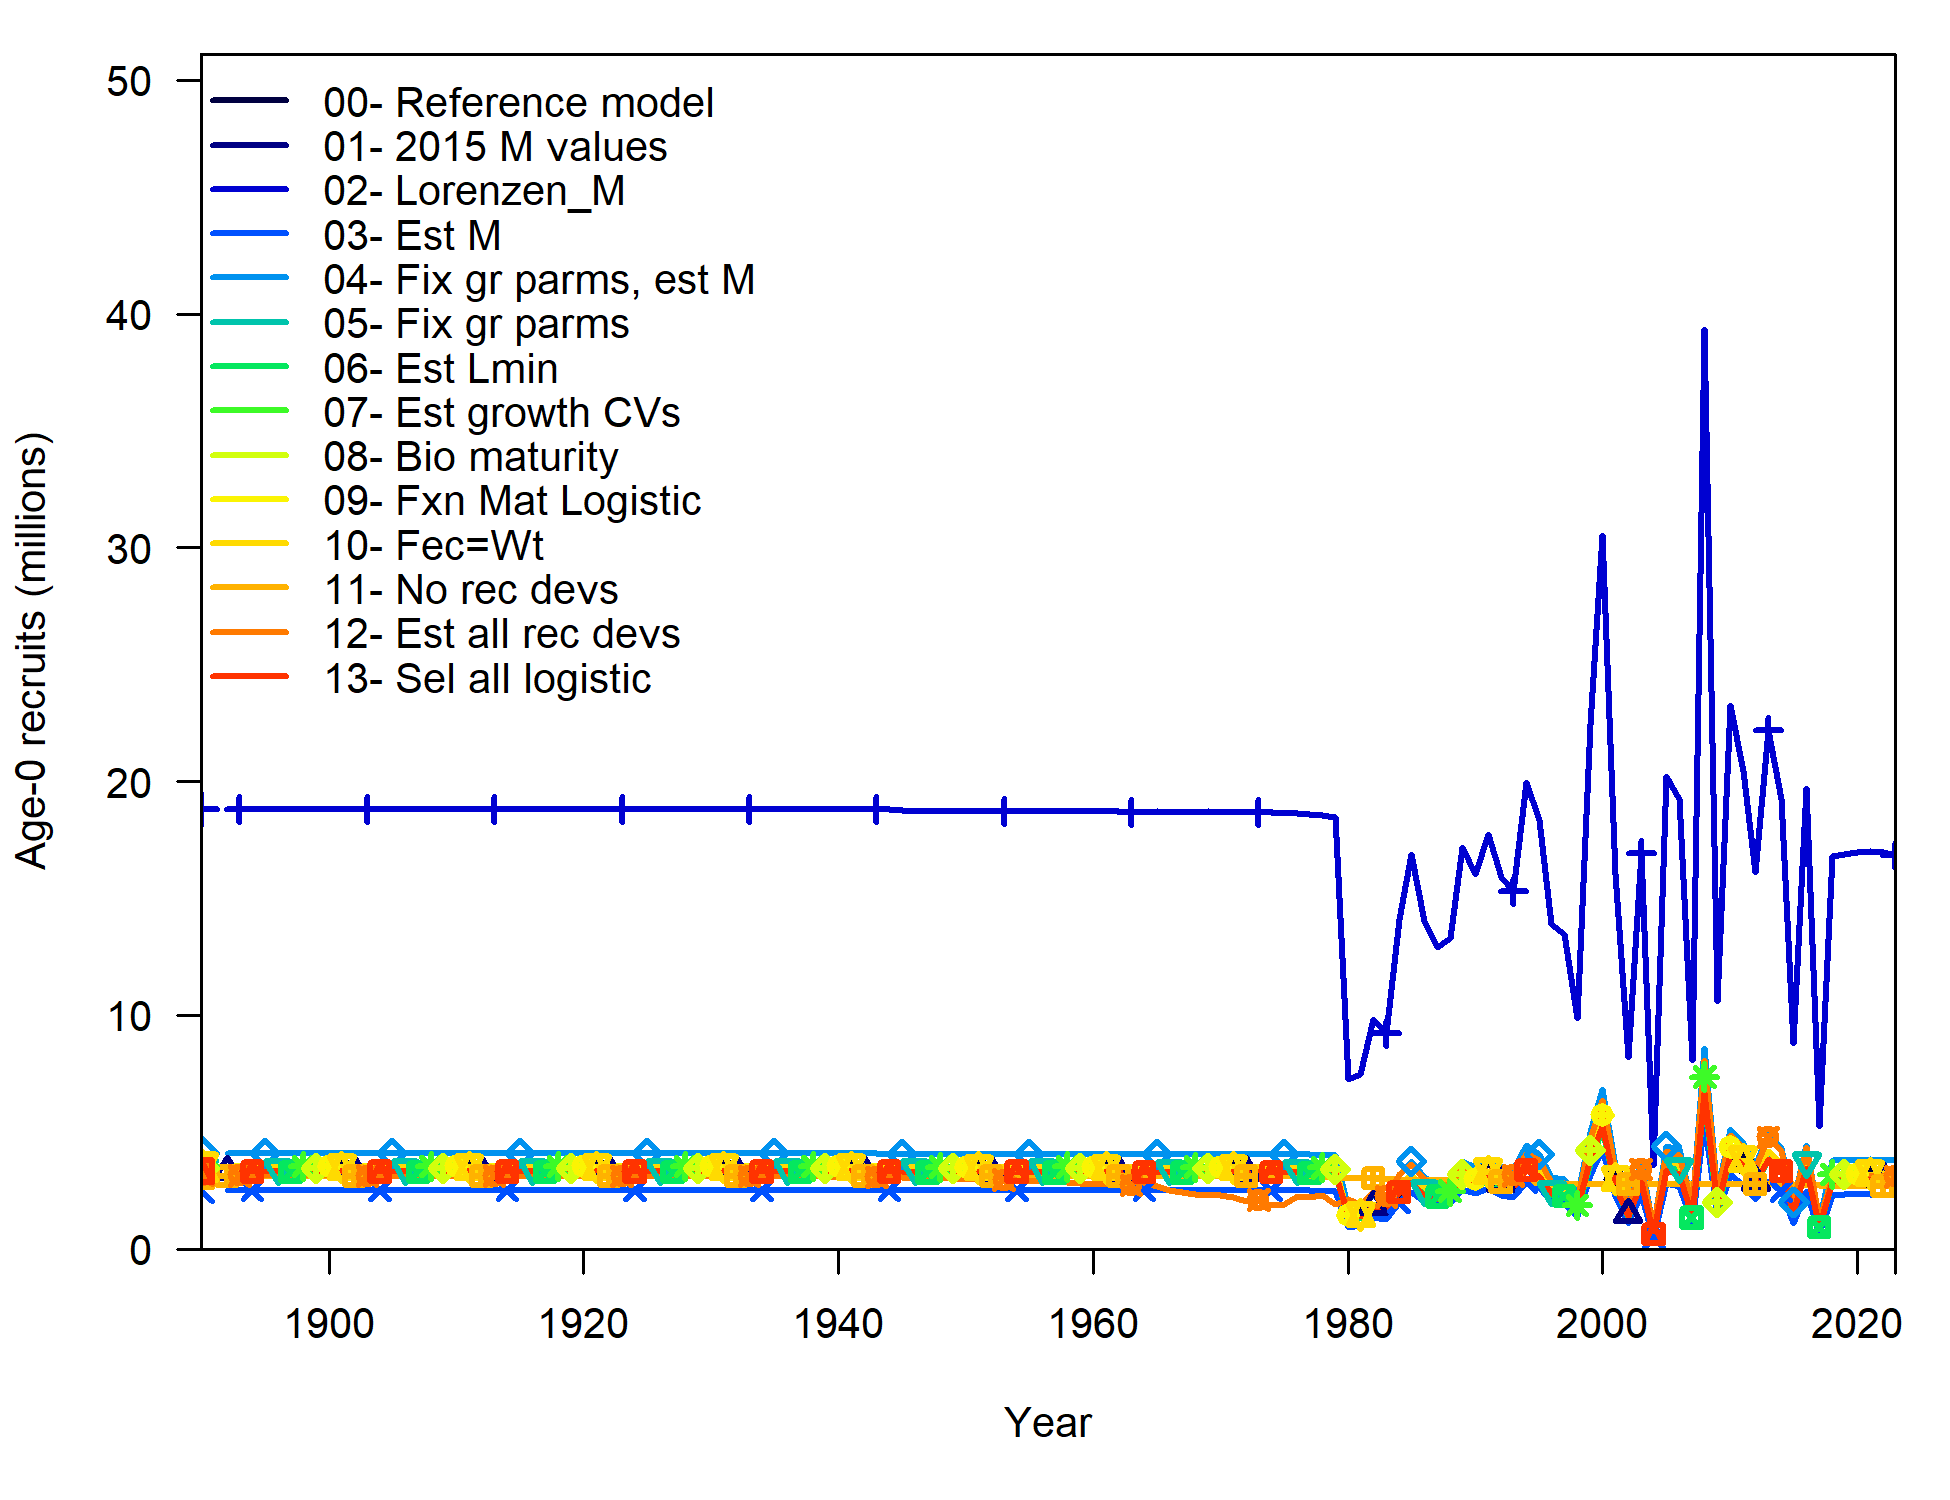 50
40
30
20
10
0
Age-0 recruits (millions)
00- Reference model
01- 2015 M values
02- Lorenzen_M
03- Est M
04- Fix gr parms, est M
05- Fix gr parms
06- Est Lmin
07- Est growth CVs
08- Bio maturity
09- Fxn Mat Logistic
10- Fec=Wt
11- No rec devs
12- Est all rec devs
13- Sel all logistic
1900 1920 1940 1960 1980 2000 2020
Year